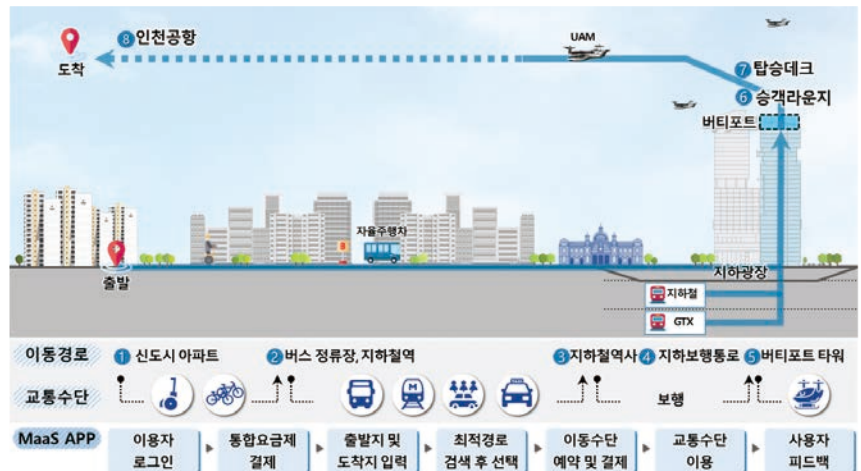 도착
8 인천공항
UAM
7 탑승데크
6 승객라운지
버티포트
자율주행차
B
출발
지하광장
지하철
GTX
이동경로
1 신도시 아파트
2 버스 정류장, 지하철역
3 지하철역사
4 지하보행통로
5 버티포트 타워
교통수단
M
보행
MaaS APP
이용자
로그인
통합요금제
결제
출발지 및
도착지 입력
최적경로
검색 후 선택
이동수단
예약 및 결제
교통수단
이용
사용자
피드백